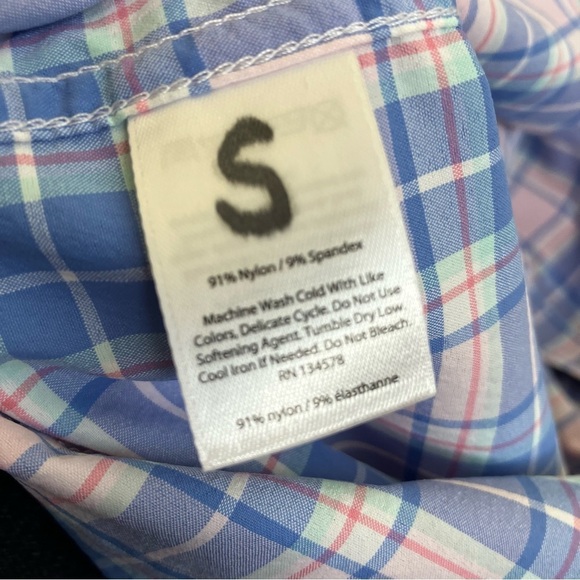 S
91% Nylon / 9% Spandex
Machine Wash Cold With Like
Colors, Delicate Cycle. Do Not Use
Softening Agent, Tumble Dry Low,
Cool Iron If Needed. Do Not Bleach.
RN 134578
91% nylon / 9% élasthanne